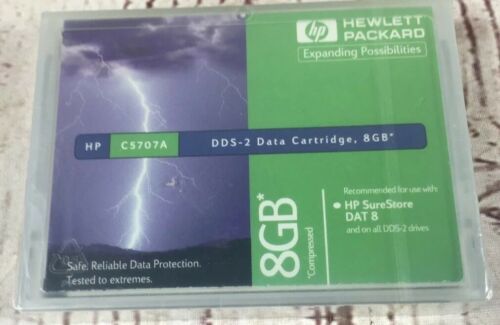 hp
HEWLETT
PACKARD
Expanding Possibilities
HP C5707A DDS-2 Data Cartridge, 8GB*
Recommended for use with:
HP SureStore
DAT 8
and on all DDS-2 drives
8GB*
*Compressed
Safe. Reliable Data Protection.
Tested to extremes.